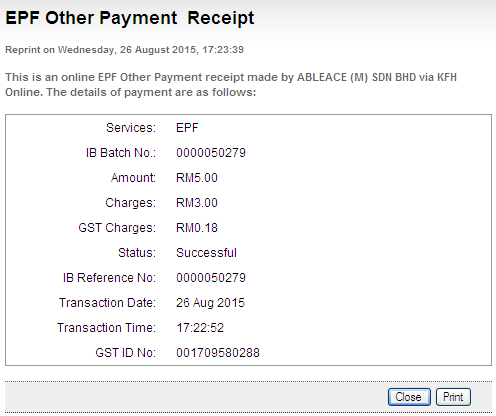 EPF Other Payment Receipt
Reprint on Wednesday, 26 August 2015, 17:23:39
This is an online EPF Other Payment receipt made by ABLEACE (M) SDN BHD via KFH
Online. The details of payment are as follows:
Services: EPF
IB Batch No.: 0000050279
Amount: RM5.00
Charges: RM3.00
GST Charges: RM0.18
Status: Successful
IB Reference No: 0000050279
Transaction Date: 26 Aug 2015
Transaction Time: 17:22:52
GST ID No: 001709580288
Close Print